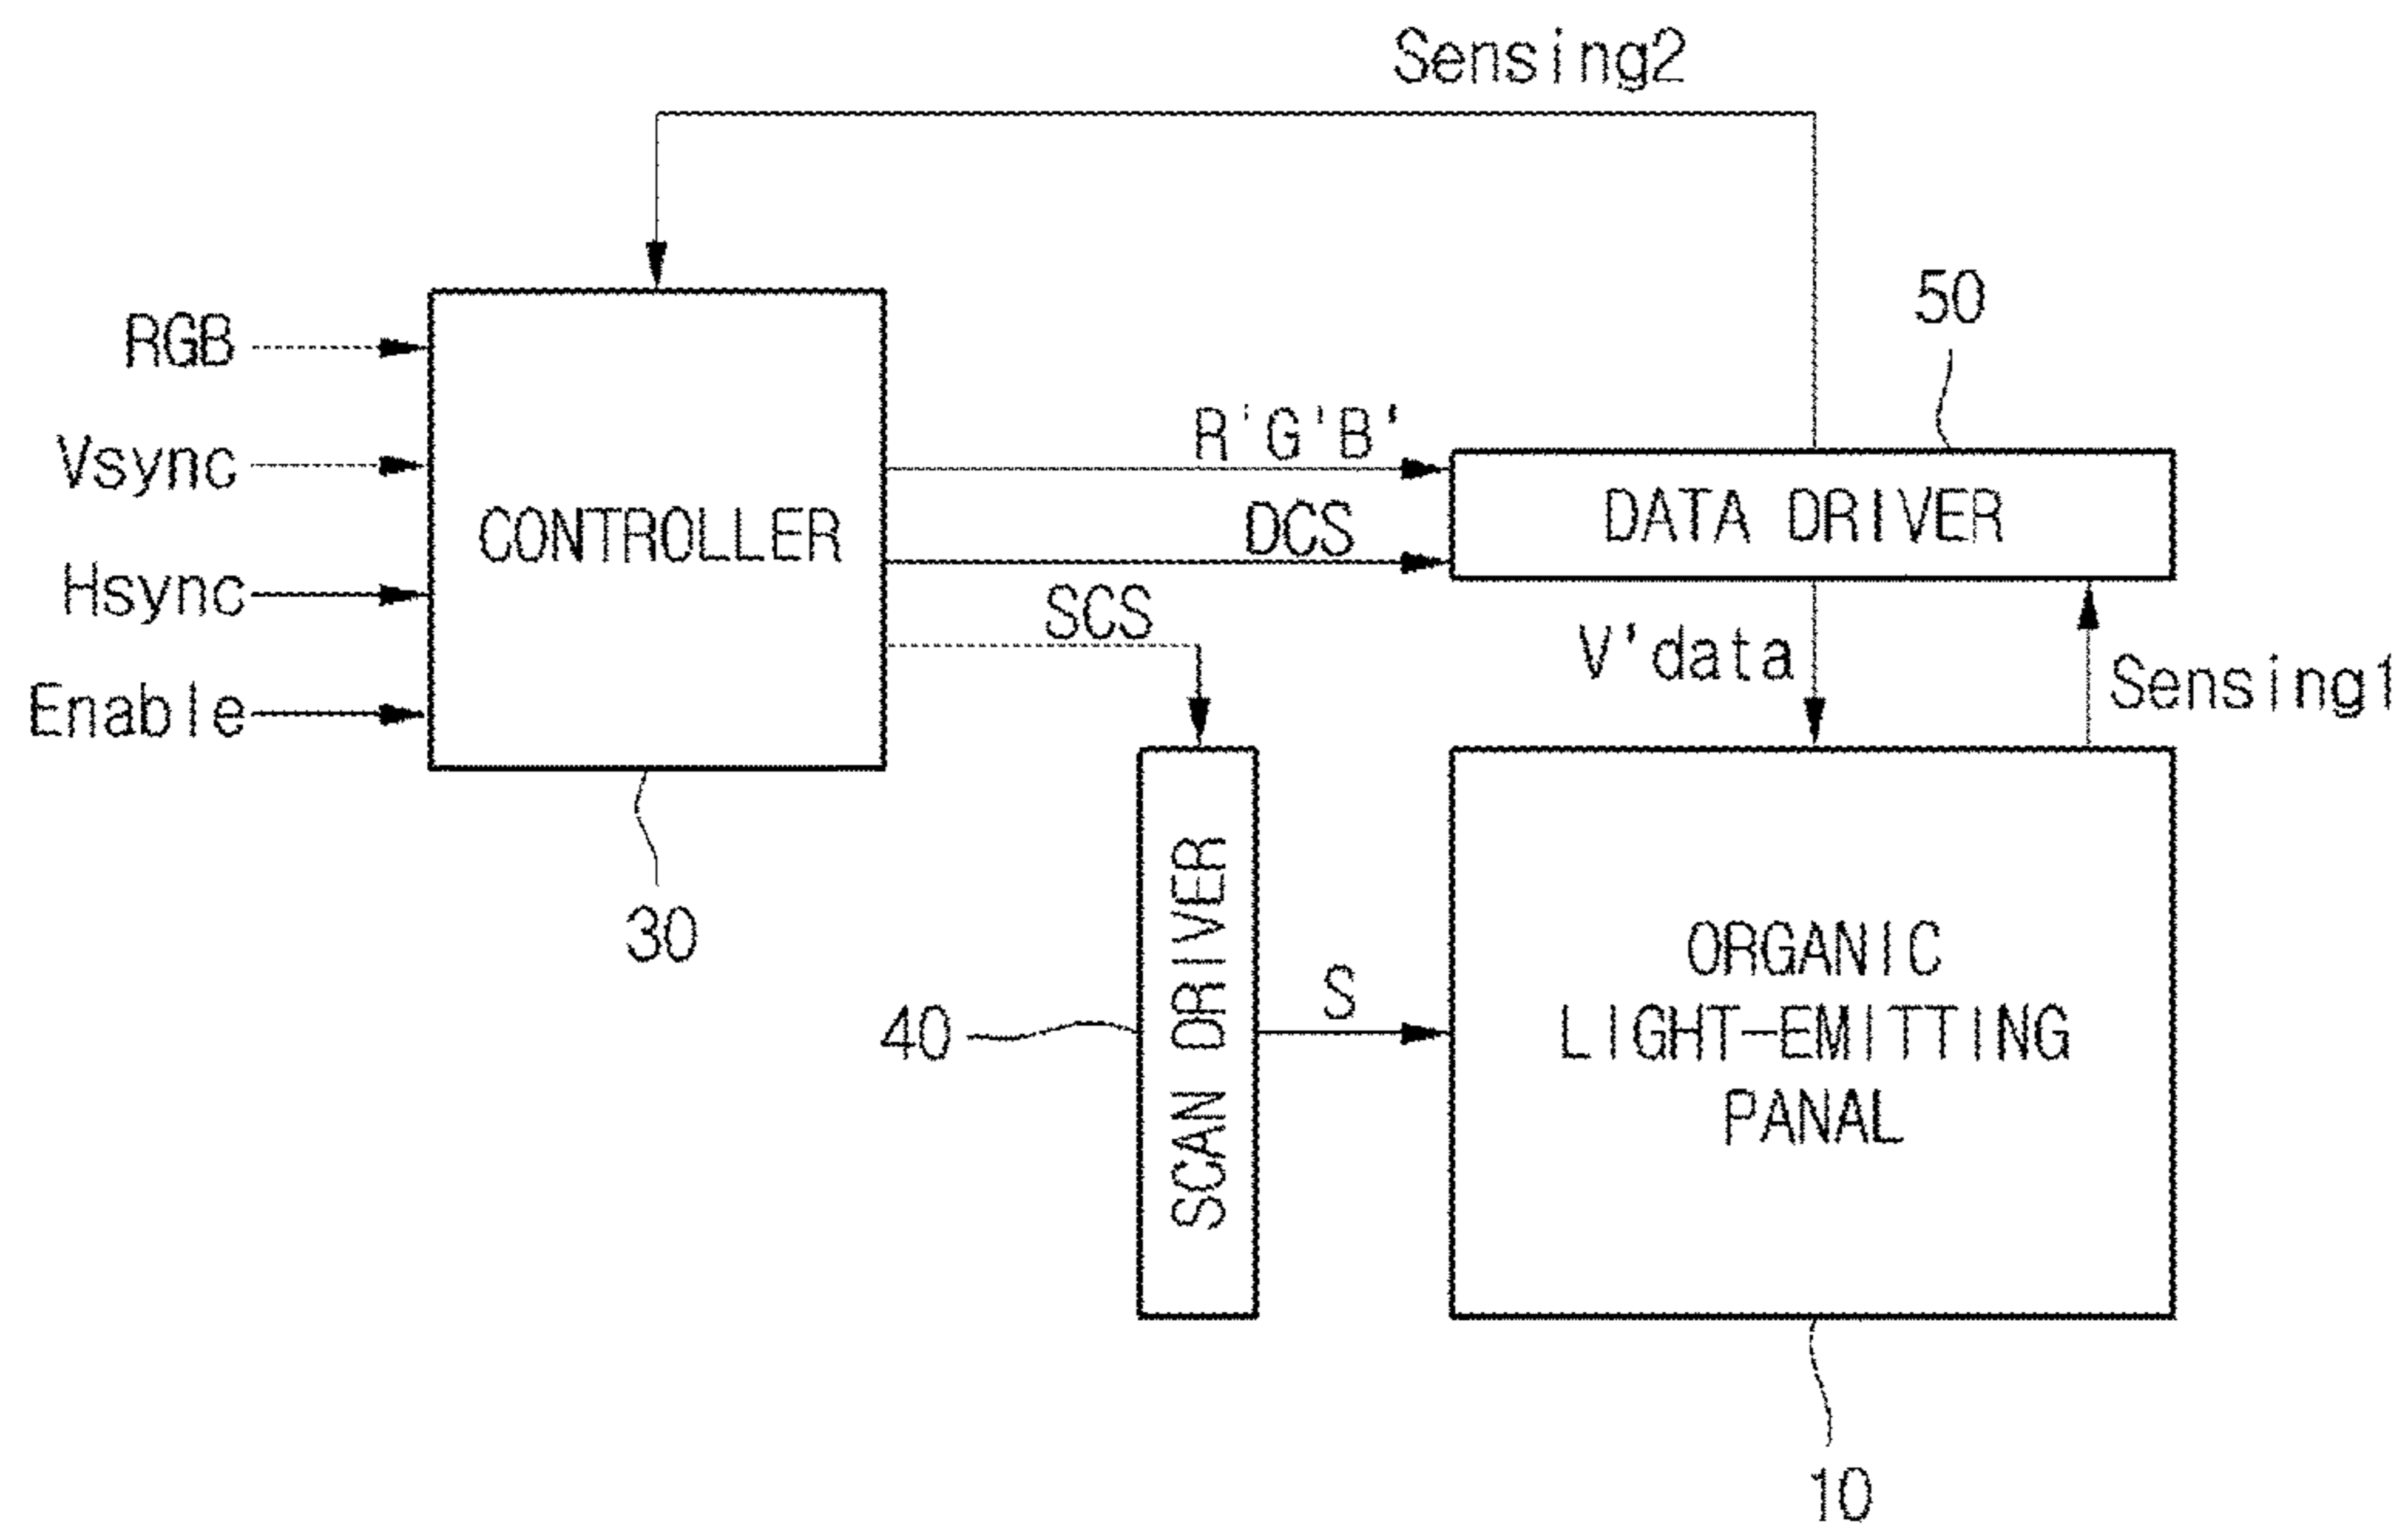 Sensing2
50
RGB
R'G'B'
Vsync
DATA DRIVER
CONTROLLER
DCS
Hsync
SCS
V'data
Sensing1
Enable
30
SCAN DRIVER
40
S
ORGANIC
LIGHT-EMITTING
PANAL
10